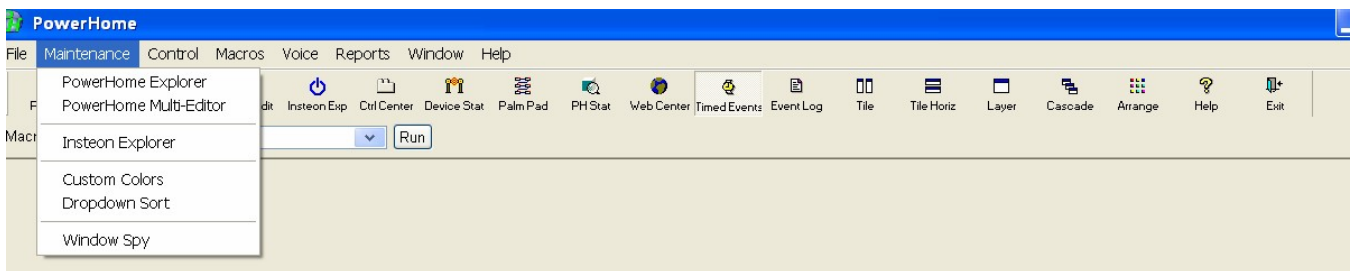 PowerHome
File Maintenance Control Macros Voice Reports Window Help
PowerHome Explorer
PowerHome Multi-Editor
Insteon Explorer
Custom Colors
Dropdown Sort
Window Spy
Insteon Exp Ctrl Center Device Stat Palm Pad PH Stat Web Center Timed Events Event Log Tile Tile Horiz Layer Cascade Arrange Help Exit
Run